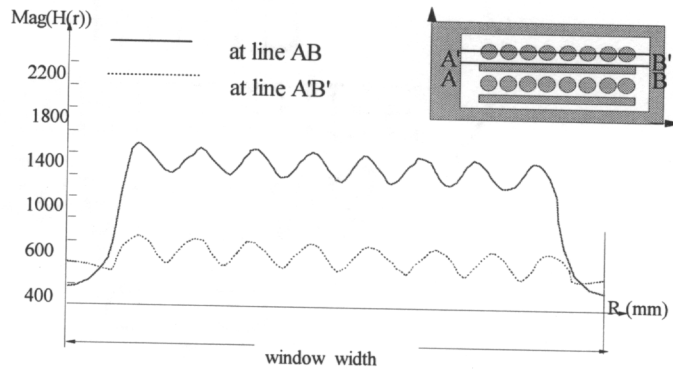 Mag(H(r))
at line AB
at line A'B'
2200
1800
1400
1000
600
400
A' B'
A B
R (mm)
window width